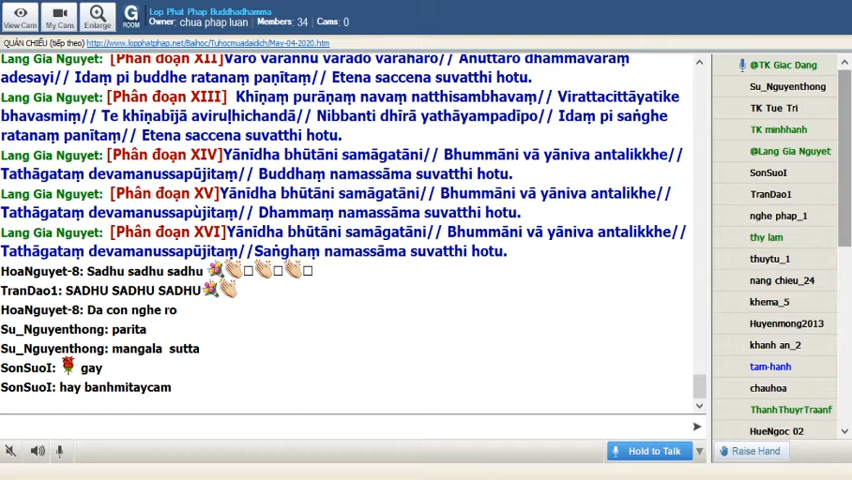 Lop Phat Phap Buddhadhamma
Owner: chua phap luan Members: 34 Cams: 0
View Cam My Cam Enlarge G ROOM
QUÁN CHIẾU (tiếp theo) http://www.lopphatphap.net/Baihoc/Tuhocmuadaidich/May-04-2020.htm
Lang Gia Nguyet: [Phân đoạn XII] Varo varaññū varado varāharo// Anuttaro dhammavaraṃ
adesayi// Idaṃ pi buddhe ratanaṃ paṇītaṃ// Etena saccena suvatthi hotu.
Lang Gia Nguyet: [Phân đoạn XIII] Khīṇaṃ purāṇaṃ navaṃ natthisambhavaṃ// Virattacittāyatike
bhavasmiṃ// Te khīṇabījā aviruḷhichandā// Nibbanti dhīrā yathāyampadīpo// Idaṃ pi saṅghe
ratanaṃ panītaṃ// Etena saccena suvatthi hotu.
Lang Gia Nguyet: [Phân đoạn XIV] Yānīdha bhūtāni samāgatāni// Bhummāni vā yāniva antalikkhe//
Tathāgataṃ devamanussapūjitaṃ// Buddhaṃ namassāma suvatthi hotu.
Lang Gia Nguyet: [Phân đoạn XV]Yānīdha bhūtāni samāgatāni// Bhummāni vā yāniva antalikkhe//
Tathāgataṃ devamanussapùjitaṃ// Dhammaṃ namassāma suvatthi hotu.
Lang Gia Nguyet: [Phân đoạn XVI]Yānīdha bhūtāni samāgatāni// Bhummāni vā yāniva antalikkhe//
Tathāgataṃ devamanussapūjitaṃ//Saṅghaṃ namassāma suvatthi hotu.
HoaNguyet-8: Sadhu sadhu sadhu
TranDao1: SADHU SADHU SADHU
HoaNguyet-8: Da con nghe ro
Su_Nguyenthong: parita
Su_Nguyenthong: mangala sutta
SonSuoI: gay
SonSuoI: hay banhmitaycam
Hold to Talk
@TK Giac Dang
Su_Nguyenthong
TK Tue Tri
TK minhhanh
@Lang Gia Nguyet
SonSuoI
TranDao1
nghe phap_1
thy lam
thuytu_1
nang chieu_24
khema_5
Huyenmong2013
khanh an_2
tam-hanh
chauhoa
ThanhThuyrTraanf
HueNgoc 02
Raise Hand